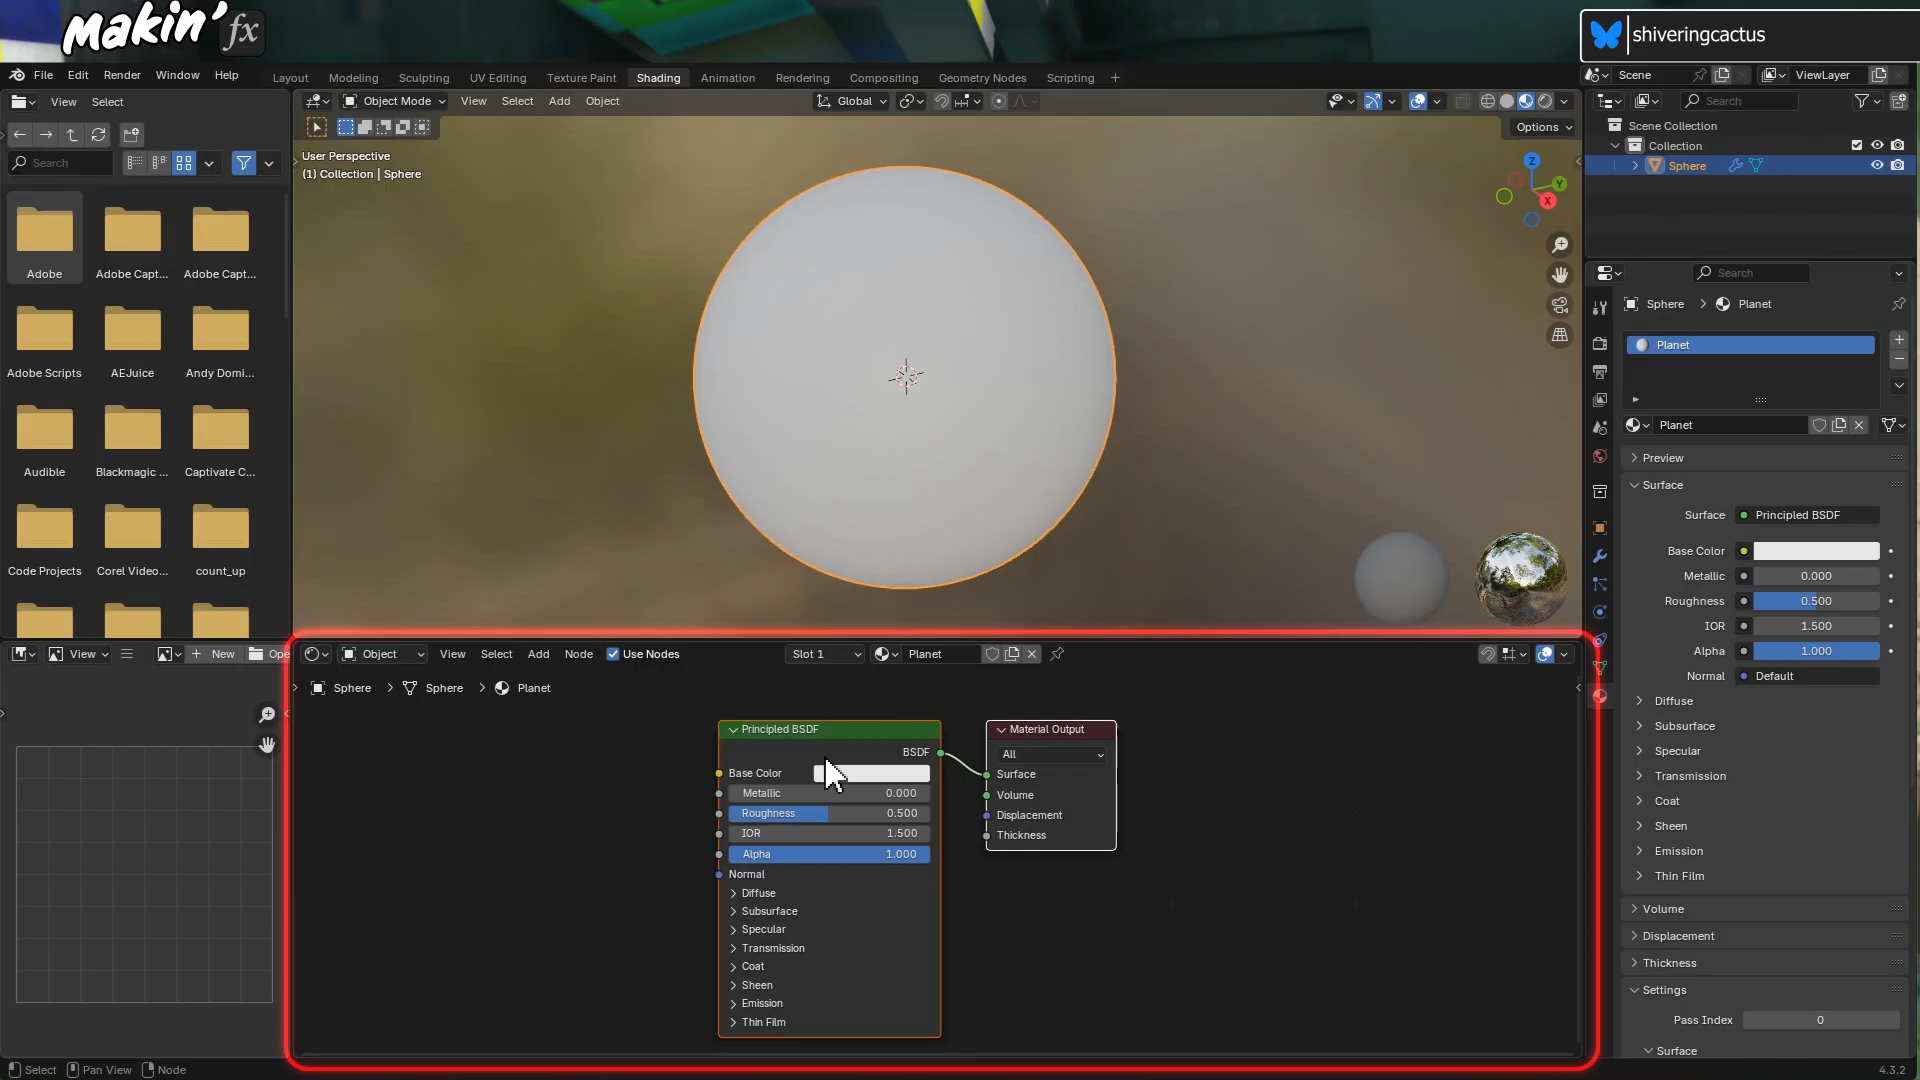 makin' fx
shiveringcactus
File Edit Render Window Help
Layout Modeling Sculpting UV Editing Texture Paint Shading Animation Rendering Compositing Geometry Nodes Scripting +
Scene
ViewLayer
View Select
Object Mode View Select Add Object
Global
Search
Options
Search
User Perspective
(1) Collection | Sphere
Z
Y
X
Scene Collection
Collection
Sphere
Adobe
Adobe Capt...
Adobe Capt...
Adobe Scripts
AEJuice
Andy Domi...
Audible
Blackmagic ...
Captivate C...
Code Projects
Corel Video...
count_up
Search
Sphere > Planet
Planet
Planet
Preview
Surface
Surface Principled BSDF
Base Color
Metallic 0.000
Roughness 0.500
IOR 1.500
Alpha 1.000
Normal Default
Diffuse
Subsurface
Specular
Transmission
Coat
Sheen
Emission
Thin Film
Volume
Displacement
Thickness
Settings
Pass Index 0
Surface
View
+ New
Ope
Object View Select Add Node Use Nodes
Slot 1
Planet
Sphere > Sphere > Planet
Principled BSDF
BSDF
Base Color
Metallic 0.000
Roughness 0.500
IOR 1.500
Alpha 1.000
Normal
Diffuse
Subsurface
Specular
Transmission
Coat
Sheen
Emission
Thin Film
Material Output
All
Surface
Volume
Displacement
Thickness
Select Pan View Node
4.3.2